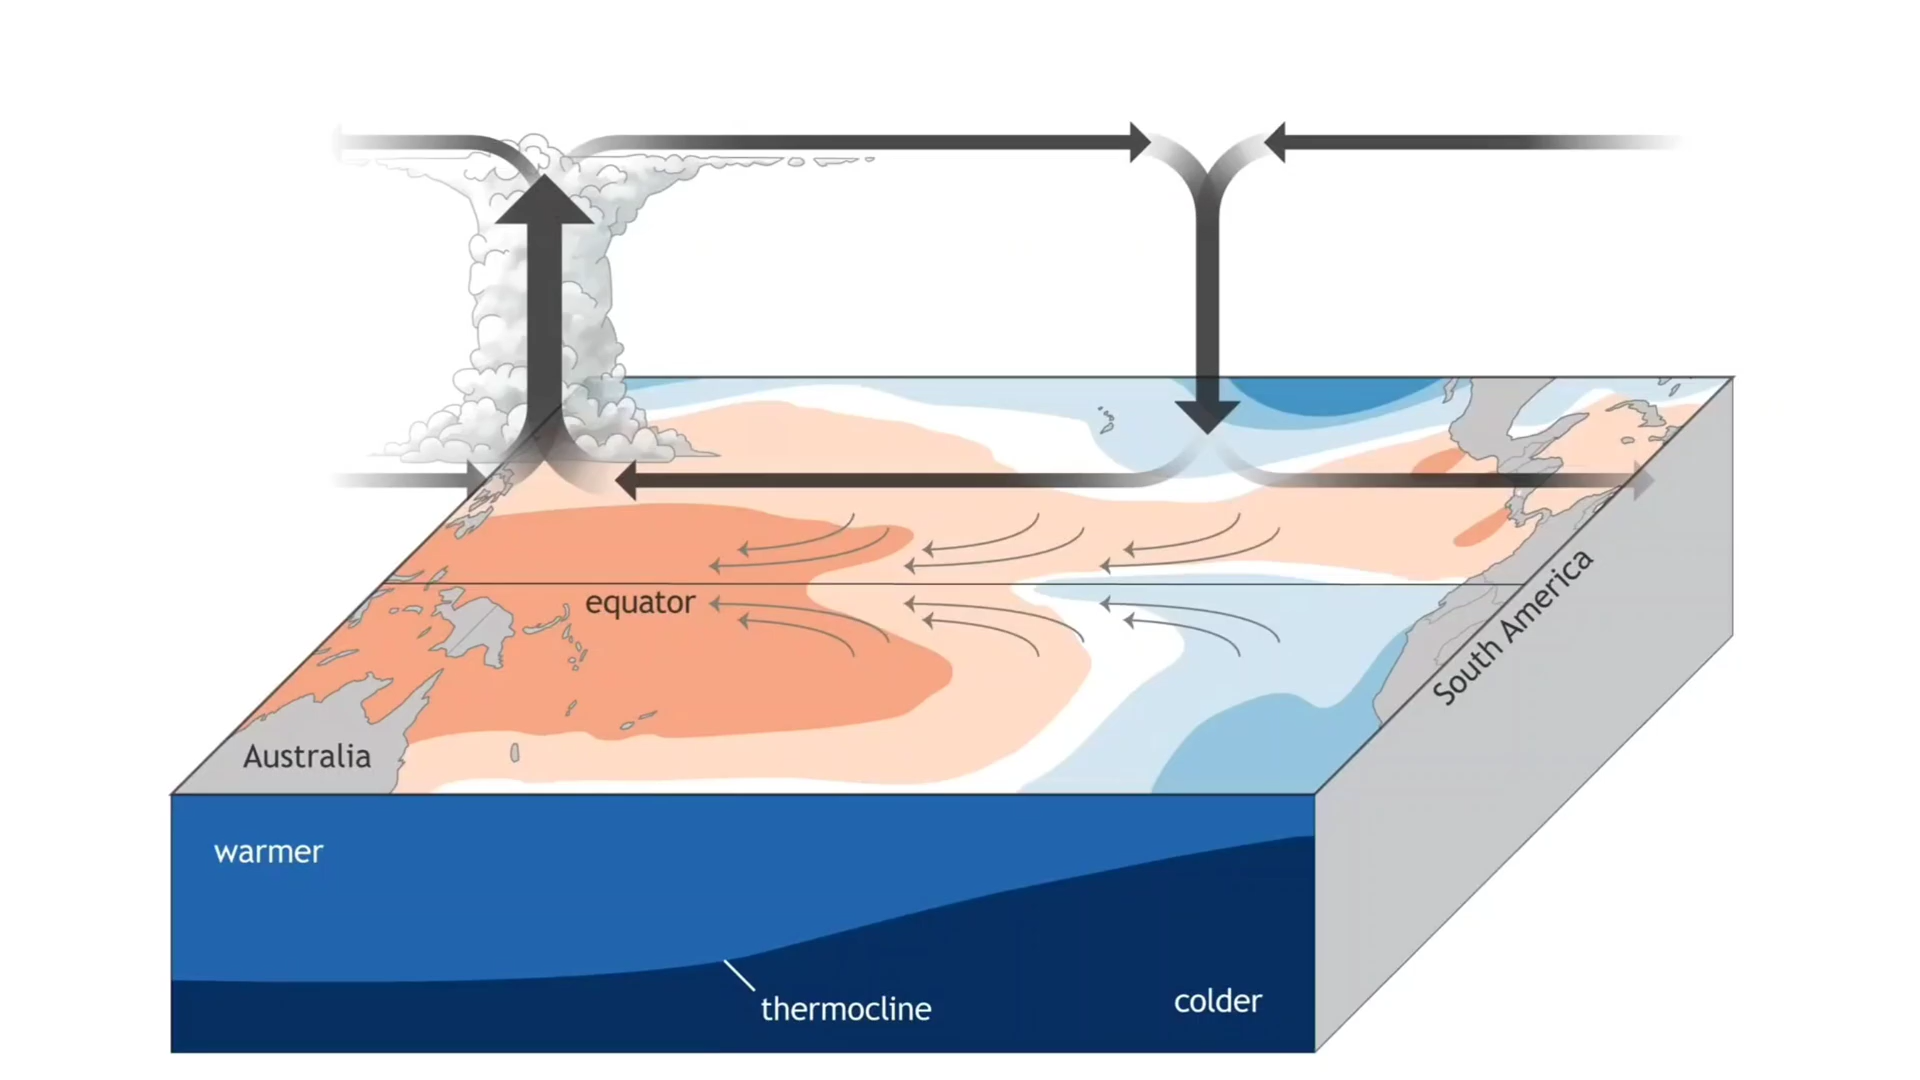 equator
South America
Australia
warmer
thermocline
colder